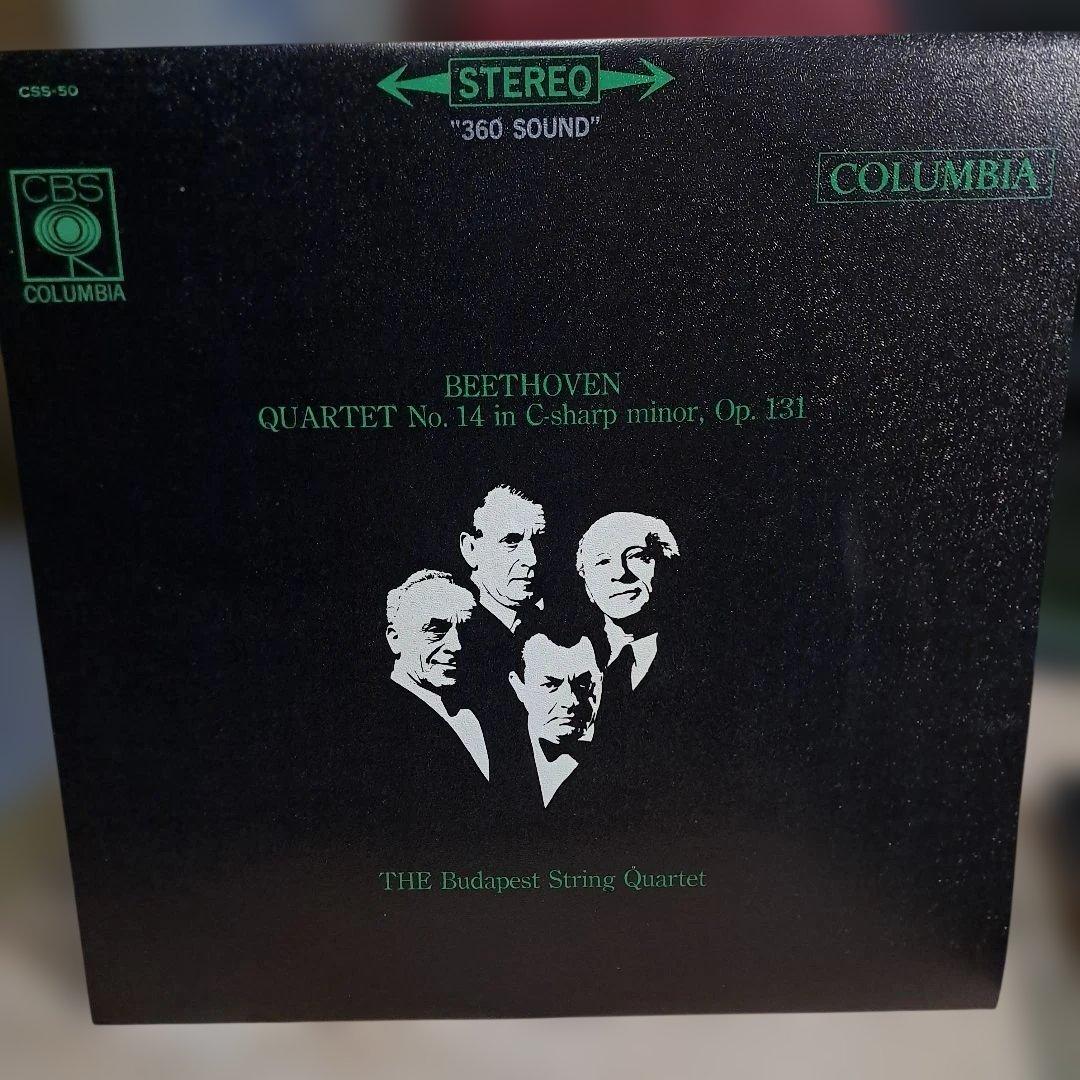 CSS-50
STEREO
"360 SOUND"
CBS
COLUMBIA
COLUMBIA
BEETHOVEN
QUARTET No. 14 in C-sharp minor, Op. 131
THE Budapest String Quartet